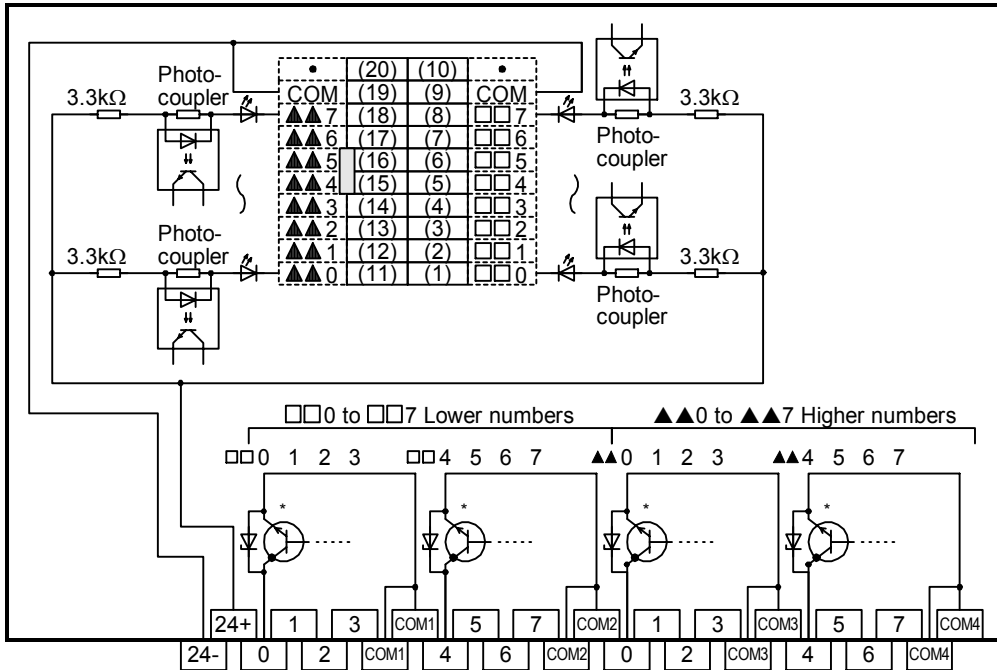 Photo-
coupler
3.3kΩ
• (20) (10) •
COM (19) (9) COM
▲▲7 (18) (8) □□7
▲▲6 (17) (7) □□6
▲▲5 (16) (6) □□5
▲▲4 (15) (5) □□4
▲▲3 (14) (4) □□3
▲▲2 (13) (3) □□2
▲▲1 (12) (2) □□1
▲▲0 (11) (1) □□0
3.3kΩ
Photo-
coupler
Photo-
coupler
3.3kΩ
3.3kΩ
Photo-
coupler
□□0 to □□7 Lower numbers ▲▲0 to ▲▲7 Higher numbers
□□0 1 2 3 □□4 5 6 7 ▲▲0 1 2 3 ▲▲4 5 6 7
* * * *
24+ 1 3 COM1 5 7 COM2 1 3 COM3 5 7 COM4
24- 0 2 COM1 4 6 COM2 0 2 COM3 4 6 COM4